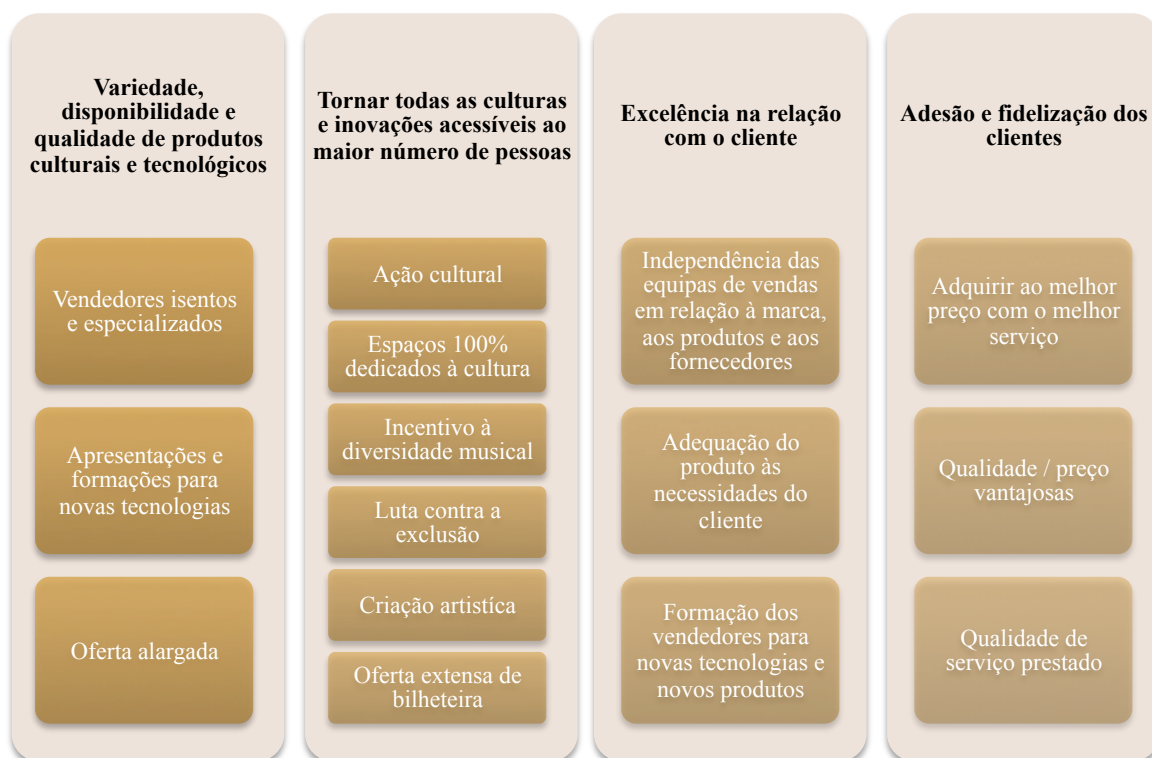 Variedade,
disponibilidade e
qualidade de produtos
culturais e tecnológicos
Vendedores isentos
e especializados
Apresentações e
formações para
novas tecnologias
Oferta alargada
Tornar todas as culturas
e inovações acessíveis ao
maior número de pessoas
Ação cultural
Espaços 100%
dedicados à cultura
Incentivo à
diversidade musical
Luta contra a
exclusão
Criação artistíca
Oferta extensa de
bilheteira
Excelência na relação
com o cliente
Independência das
equipas de vendas
em relação à marca,
aos produtos e aos
fornecedores
Adequação do
produto às
necessidades do
cliente
Formação dos
vendedores para
novas tecnologias e
novos produtos
Adesão e fidelização dos
clientes
Adquirir ao melhor
preço com o melhor
serviço
Qualidade / preço
vantajosas
Qualidade de
serviço prestado